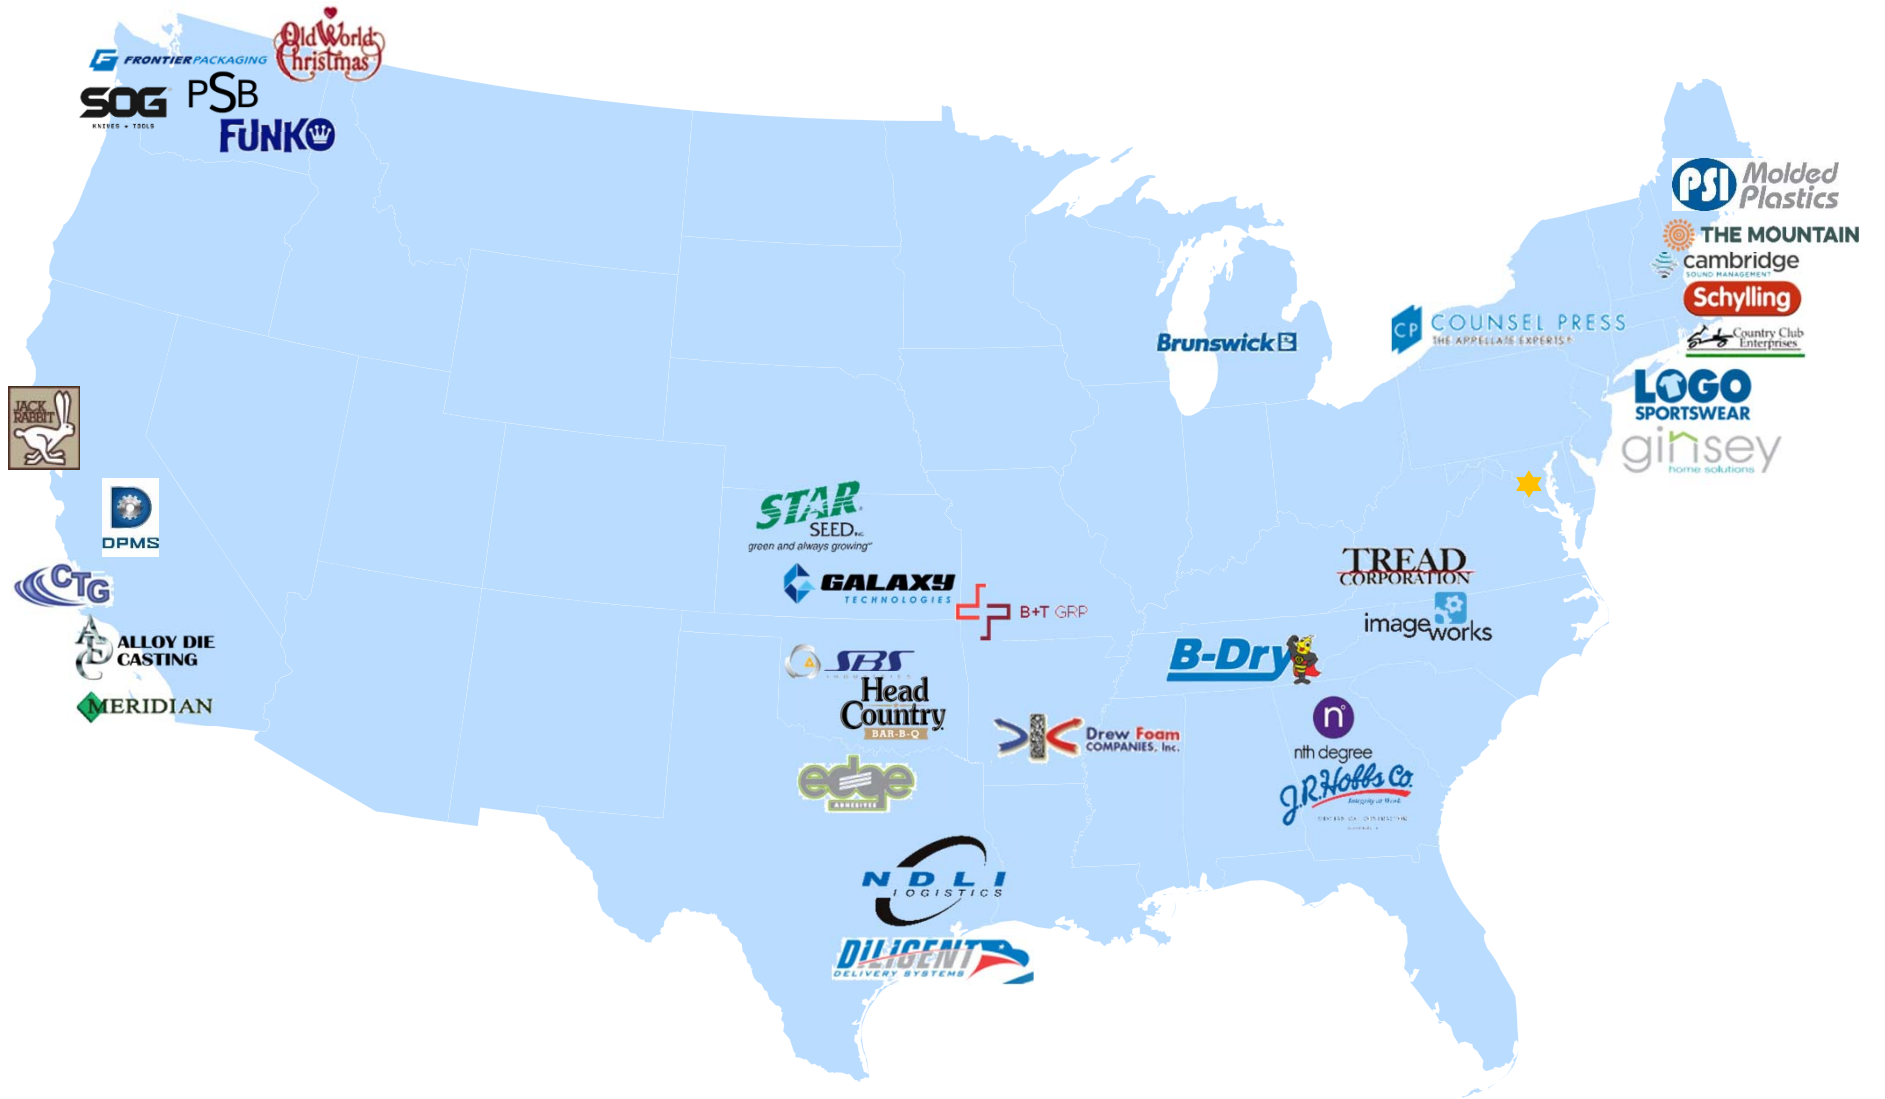 Old World
Christmas
FRONTIER PACKAGING
SOG
KNIVES • TOOLS
PSB
FUNKO
PSI Molded
Plastics
THE MOUNTAIN
cambridge
SOUND MANAGEMENT
Schylling
CP COUNSEL PRESS
THE APPELLATE EXPERTS®
Country Club
Enterprises
Brunswick B
LOGO
SPORTSWEAR
ginsey
home solutions
JACK
RABBIT
DPMS
CTG
ADC
ALLOY DIE
CASTING
MERIDIAN
STAR
SEED INC
green and always growing
GALAXY
TECHNOLOGIES
B+T GRP
SBS
INDUSTRIES
Head
Country
BAR-B-Q
edge
ADHESIVES
Drew Foam
COMPANIES, Inc.
TREAD
CORPORATION
imageworks
B-Dry
n°
nth degree
J.R. Hobbs Co.
Integrity at Work
NDLI
LOGISTICS
DILIGENT
DELIVERY SYSTEMS